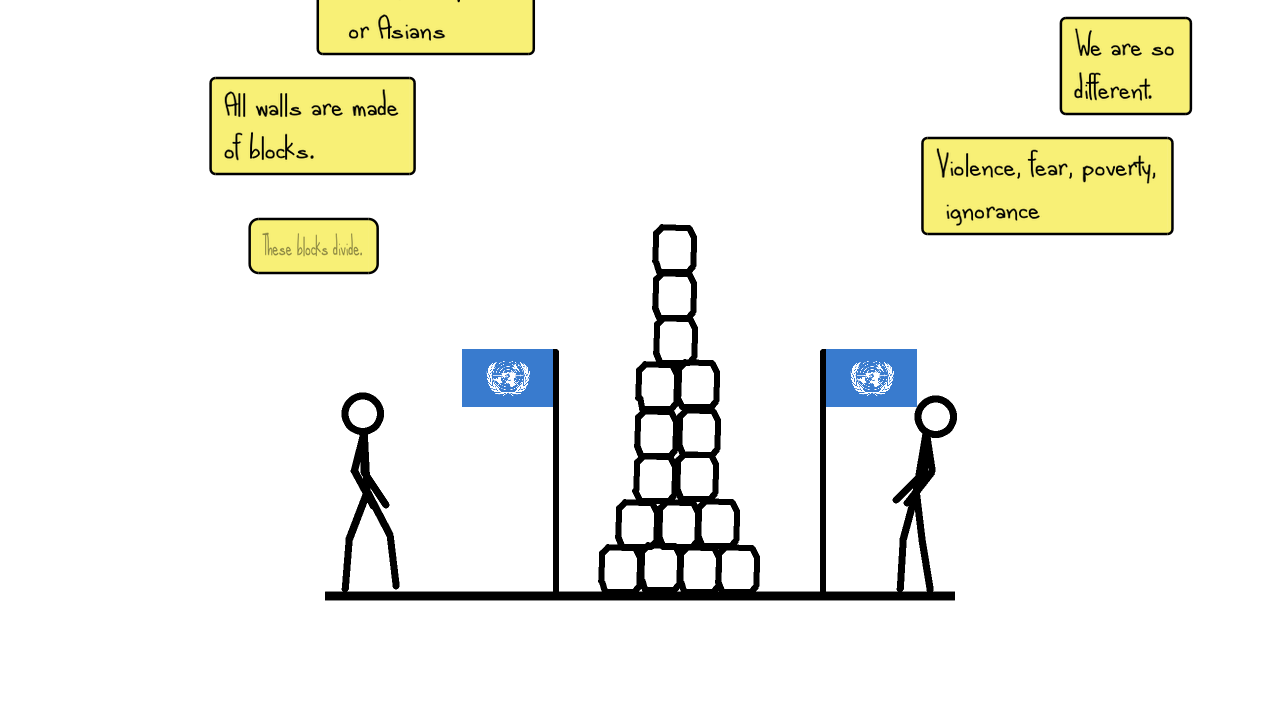 or Asians
All walls are made
of blocks.
These blocks divide.
We are so
different.
Violence, fear, poverty,
ignorance